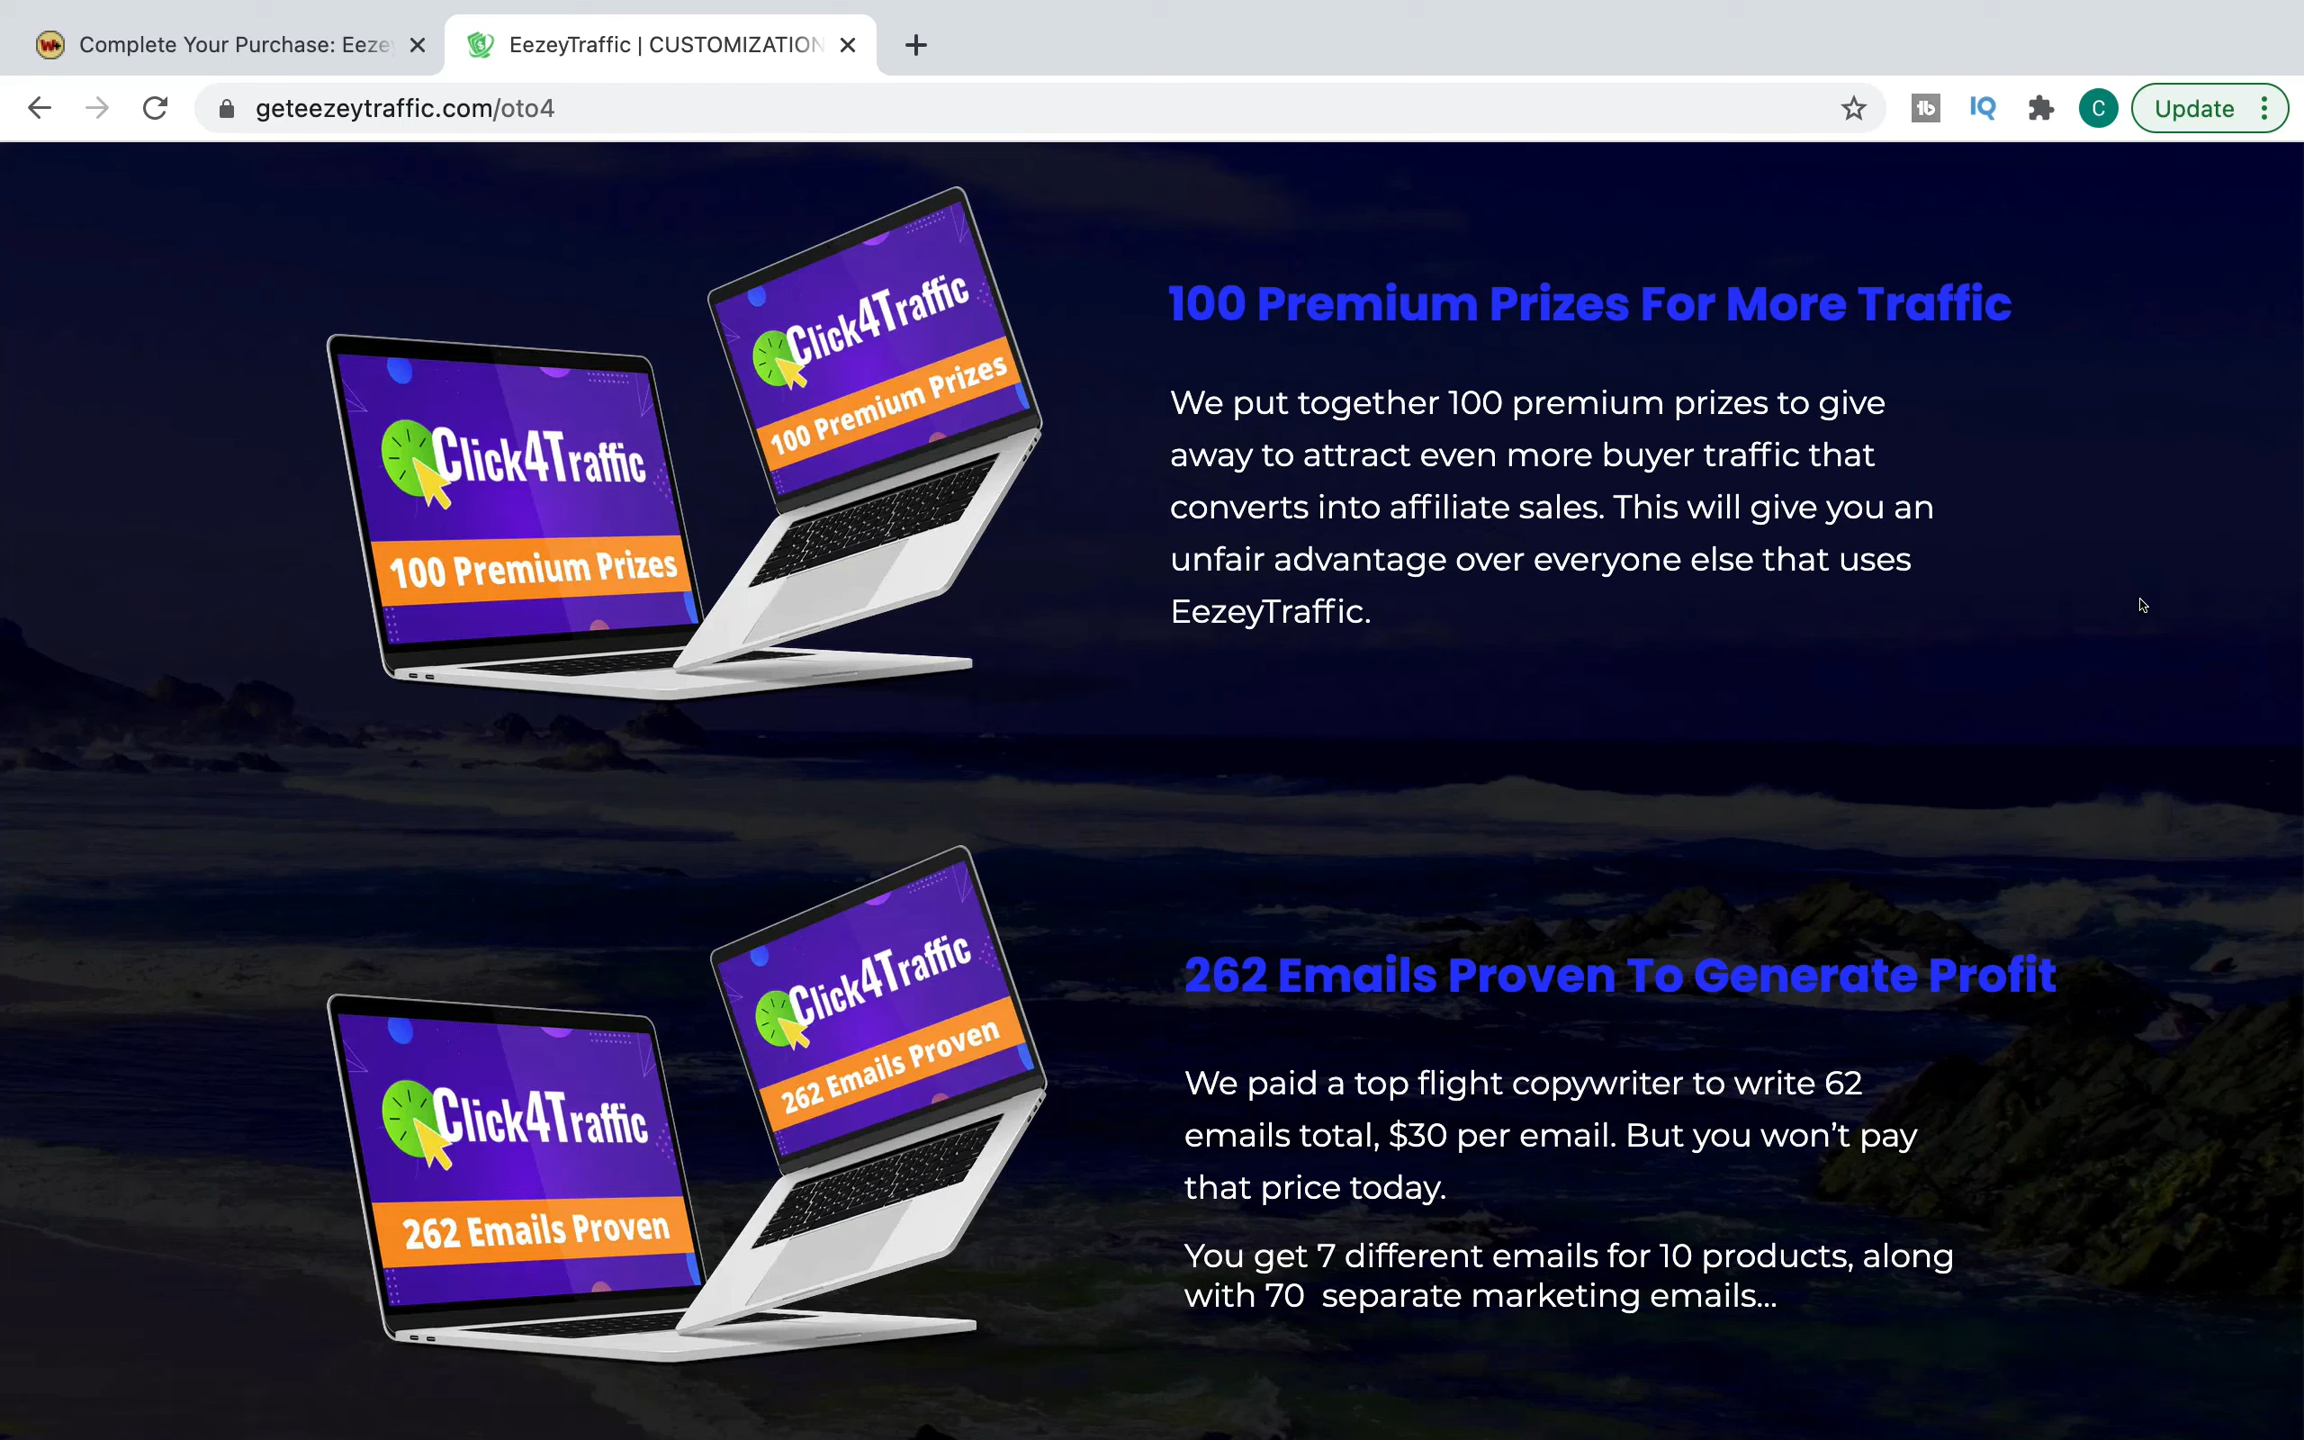 Complete Your Purchase: Eeze
EezeyTraffic | CUSTOMIZATION
geteezeytraffic.com/oto4
IQ
C
Update
Click4Traffic
100 Premium Prizes
Click4Traffic
100 Premium Prizes
100 Premium Prizes For More Traffic
We put together 100 premium prizes to give
away to attract even more buyer traffic that
converts into affiliate sales. This will give you an
unfair advantage over everyone else that uses
EezeyTraffic.
Click4Traffic
262 Emails Proven
Click4Traffic
262 Emails Proven
262 Emails Proven To Generate Profit
We paid a top flight copywriter to write 62
emails total, $30 per email. But you won’t pay
that price today.
You get 7 different emails for 10 products, along
with 70  separate marketing emails...